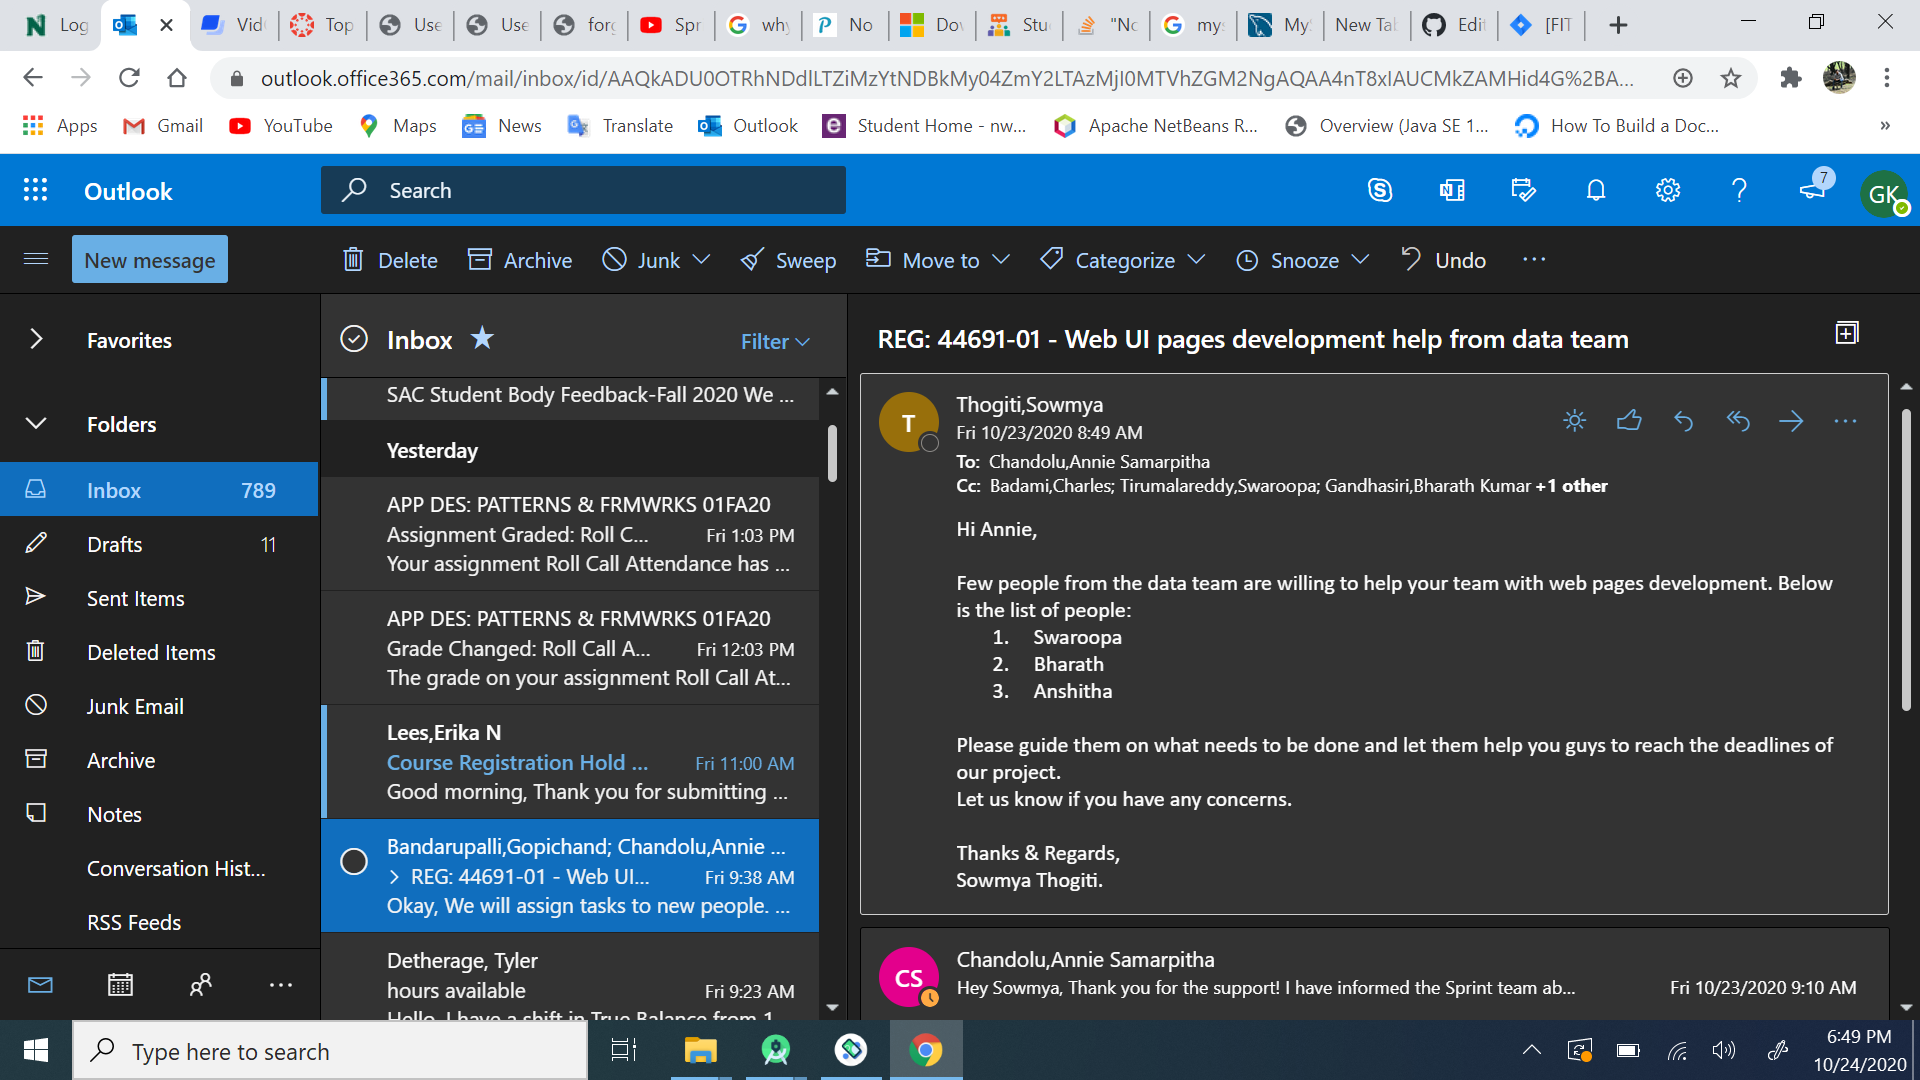 Log
Vid
Top
Use
Use
forg
Spr
why
No
Dov
Stu
"No
mys
My
New Tab
Edit
[FIT
outlook.office365.com/mail/inbox/id/AAQkADU0OTRhNDdlLTZiMzYtNDBkMy04ZmY2LTAzMjI0MTVhZGM2NgAQAA4nT8xIAUCMkZAMHid4G%2BA...
Apps
Gmail
YouTube
Maps
News
Translate
Outlook
Student Home - nw...
Apache NetBeans R...
Overview (Java SE 1...
How To Build a Doc...
»
Outlook
Search
7
GK
New message
Delete
Archive
Junk
Sweep
Move to
Categorize
Snooze
Undo
Favorites
Folders
Inbox 789
Drafts 11
Sent Items
Deleted Items
Junk Email
Archive
Notes
Conversation Hist...
RSS Feeds
Inbox
Filter
SAC Student Body Feedback-Fall 2020 We ...
Yesterday
APP DES: PATTERNS & FRMWRKS 01FA20
Assignment Graded: Roll C... Fri 1:03 PM
Your assignment Roll Call Attendance has ...
APP DES: PATTERNS & FRMWRKS 01FA20
Grade Changed: Roll Call A... Fri 12:03 PM
The grade on your assignment Roll Call At...
Lees,Erika N
Course Registration Hold ... Fri 11:00 AM
Good morning, Thank you for submitting ...
Bandarupalli,Gopichand; Chandolu,Annie ...
REG: 44691-01 - Web UI... Fri 9:38 AM
Okay, We will assign tasks to new people. ...
Detherage, Tyler
hours available Fri 9:23 AM
Hello, I have a shift in True Balance from 1
REG: 44691-01 - Web UI pages development help from data team
T
Thogiti,Sowmya
Fri 10/23/2020 8:49 AM
To: Chandolu,Annie Samarpitha
Cc: Badami,Charles; Tirumalareddy,Swaroopa; Gandhasiri,Bharath Kumar +1 other
Hi Annie,
Few people from the data team are willing to help your team with web pages development. Below
is the list of people:
1. Swaroopa
2. Bharath
3. Anshitha
Please guide them on what needs to be done and let them help you guys to reach the deadlines of
our project.
Let us know if you have any concerns.
Thanks & Regards,
Sowmya Thogiti.
CS
Chandolu,Annie Samarpitha
Hey Sowmya, Thank you for the support! I have informed the Sprint team ab... Fri 10/23/2020 9:10 AM
Type here to search
6:49 PM
10/24/2020